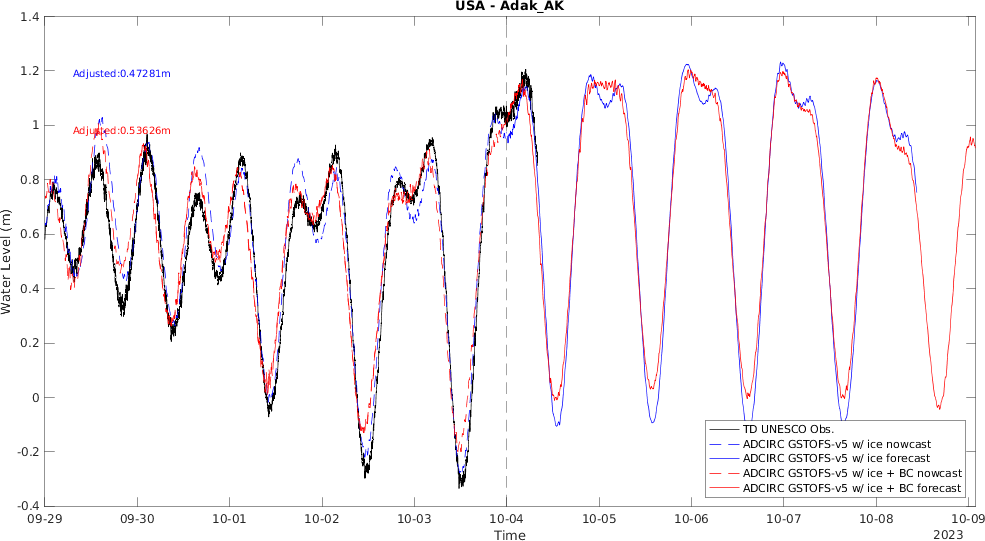 USA - Adak_AK
1.4
1.2
1
0.8
0.6
0.4
0.2
0
-0.2
-0.4
Water Level (m)
Adjusted:0.47281m
Adjusted:0.53626m
TD UNESCO Obs.
ADCIRC GSTOFS-v5 w/ ice nowcast
ADCIRC GSTOFS-v5 w/ ice forecast
ADCIRC GSTOFS-v5 w/ ice + BC nowcast
ADCIRC GSTOFS-v5 w/ ice + BC forecast
09-29 09-30 10-01 10-02 10-03 10-04 10-05 10-06 10-07 10-08 10-09
Time
2023